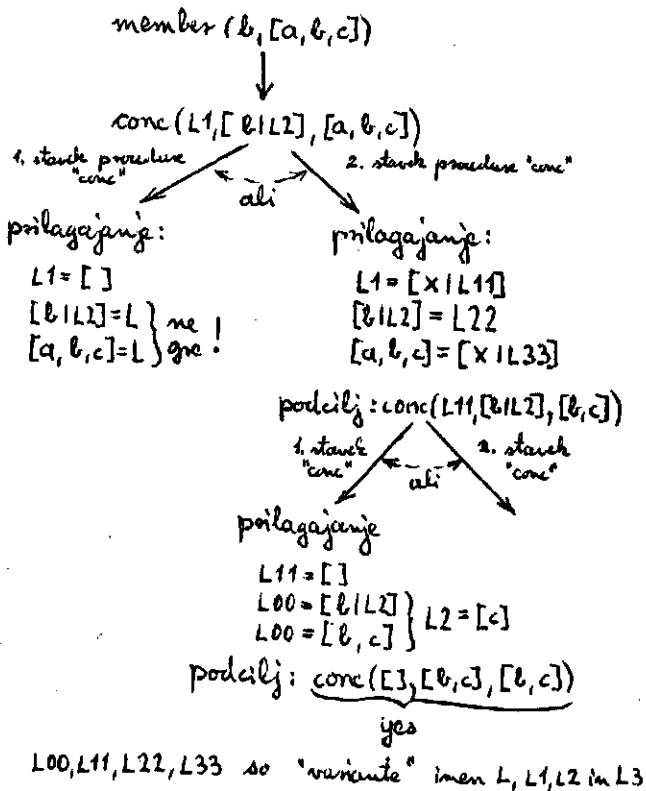 member(b,[a,b,c])
conc(L1,[b|L2],[a,b,c])
1. stavek procedure "conc"
ali
2. stavek procedure "conc"
prilagajanje:
L1=[ ]
[b|L2]=L
[a,b,c]=L
ne gre!
prilagajanje:
L1=[X|L11]
[b|L2]=L22
[a,b,c]=[X|L33]
podcilj: conc(L11,[b|L2],[b,c])
1. stavek "conc"
ali
2. stavek "conc"
prilagajanje
L11=[]
L00=[b|L2]
L00=[b,c]
L2=[c]
podcilj: conc([],[b,c],[b,c])
yes
L00,L11,L22,L33 so "variante" imen L,L1,L2 in L3